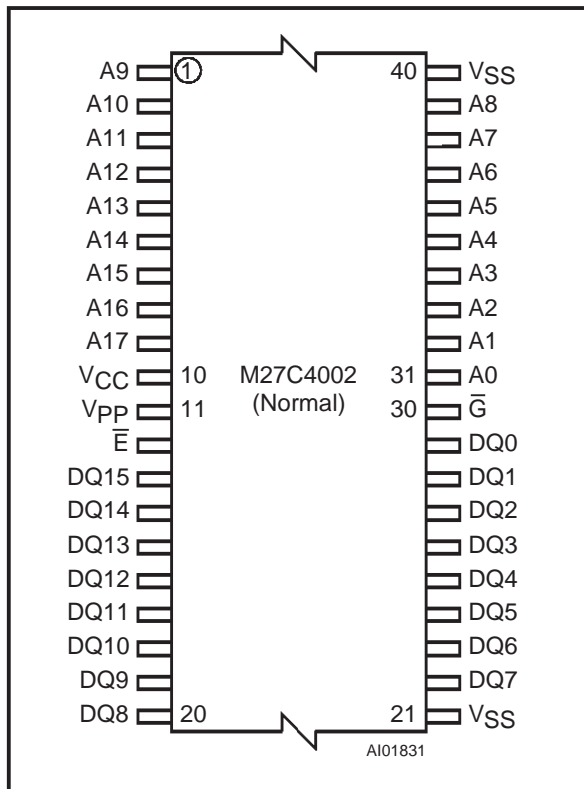 A9 1 40 VSS
A10 A8
A11 A7
A12 A6
A13 A5
A14 A4
A15 A3
A16 A2
A17 A1
VCC 10 M27C4002 31 A0
VPP 11 (Normal) 30 G̅
E̅ DQ0
DQ15 DQ1
DQ14 DQ2
DQ13 DQ3
DQ12 DQ4
DQ11 DQ5
DQ10 DQ6
DQ9 DQ7
DQ8 20 21 VSS
AI01831